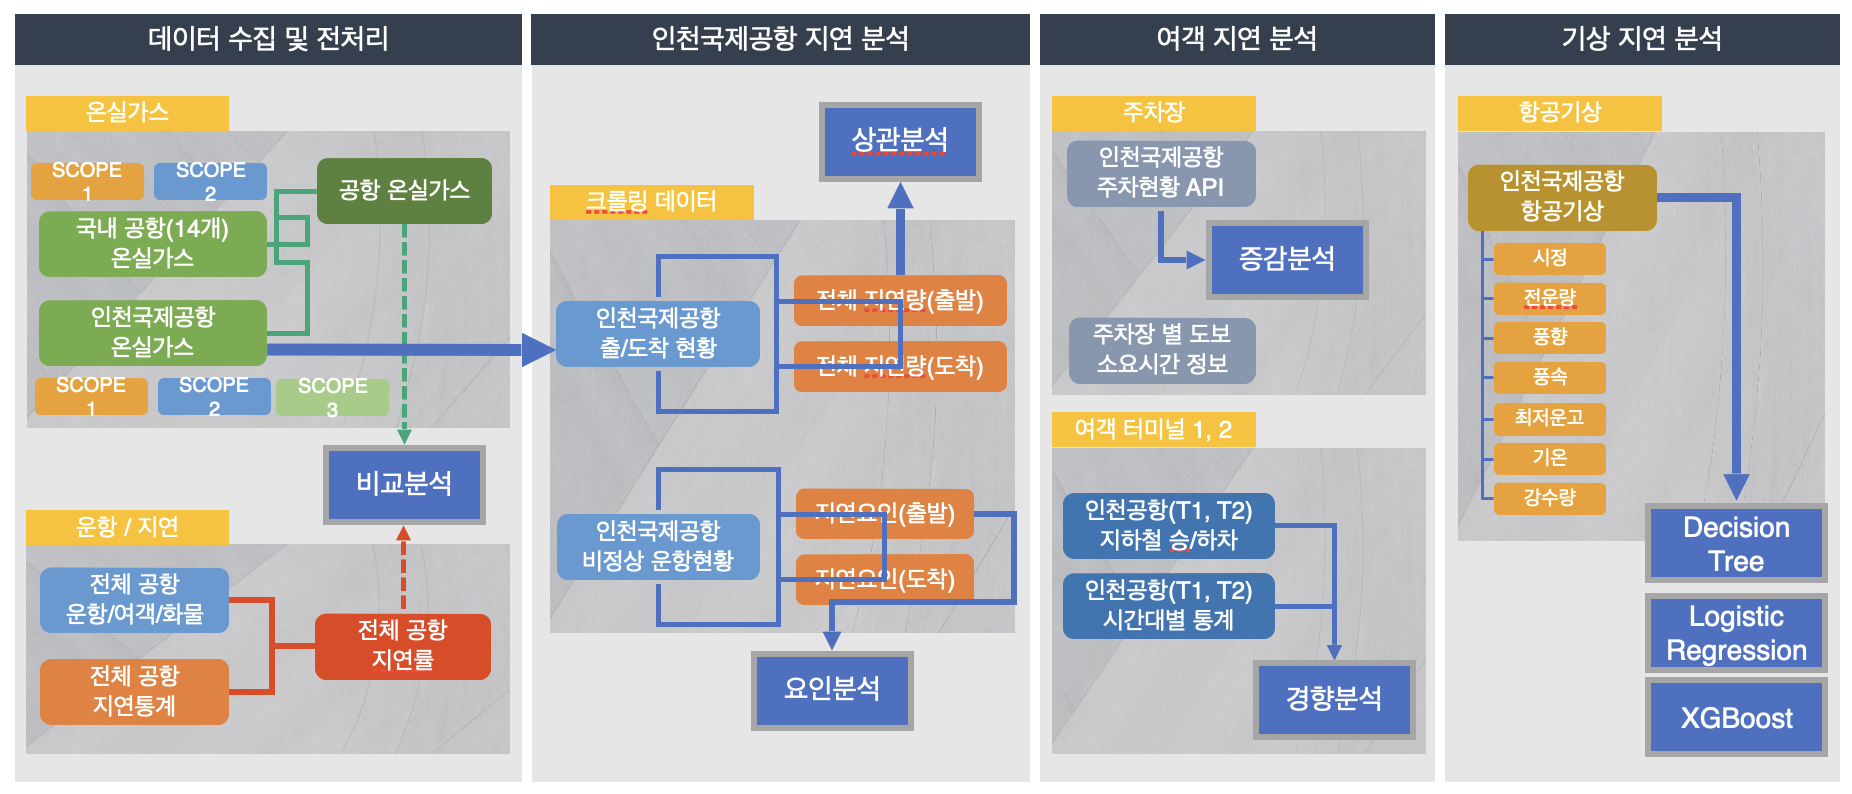 데이터 수집 및 전처리
온실가스
SCOPE
1
SCOPE
2
공항 온실가스
국내 공항(14개)
온실가스
인천국제공항
온실가스
SCOPE
1
SCOPE
2
SCOPE
3
비교분석
운항 / 지연
전체 공항
운항/여객/화물
전체 공항
지연통계
전체 공항
지연률
인천국제공항 지연 분석
상관분석
크롤링 데이터
인천국제공항
출/도착 현황
전체 지연량(출발)
전체 지연량(도착)
인천국제공항
비정상 운항현황
지연요인(출발)
지연요인(도착)
요인분석
여객 지연 분석
주차장
인천국제공항
주차현황 API
증감분석
주차장 별 도보
소요시간 정보
여객 터미널 1, 2
인천공항(T1, T2)
지하철 승/하차
인천공항(T1, T2)
시간대별 통계
경향분석
기상 지연 분석
항공기상
인천국제공항
항공기상
시정
전운량
풍향
풍속
최저운고
기온
강수량
Decision
Tree
Logistic
Regression
XGBoost